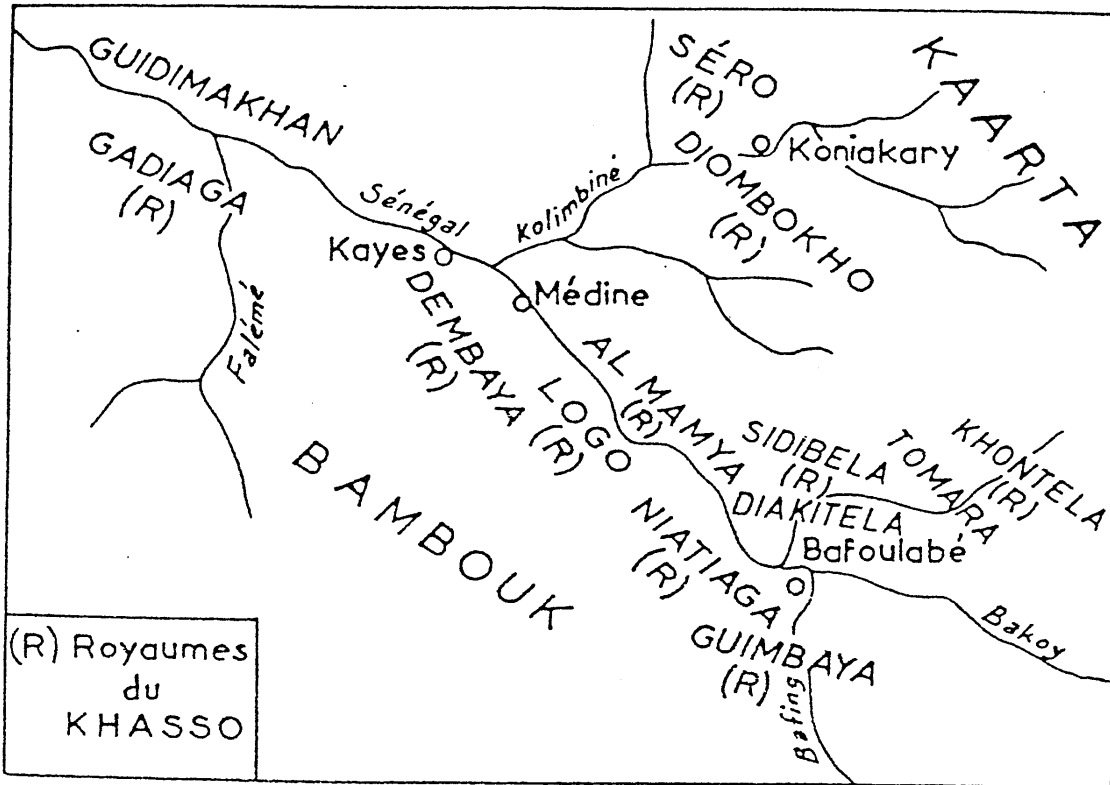 GUIDIMAKHAN
GADIAGA
(R)
SÉRO
(R)
KAARTA
Koniakary
DIOMBOKHO
(R)
Sénégal
Kolimbiné
Kayes
Médine
DEMBAYA
(R)
Falémé
LOGO
(R)
AL MAMYA
(R)
SIDIBELA
(R)
TOMARA
KHONTELA
(R)
DIAKITELA
BAMBOUK
NIATIAGA
(R)
Bafoulabé
GUIMBAYA
(R)
Bakoy
Bafing
(R) Royaumes
du
KHASSO